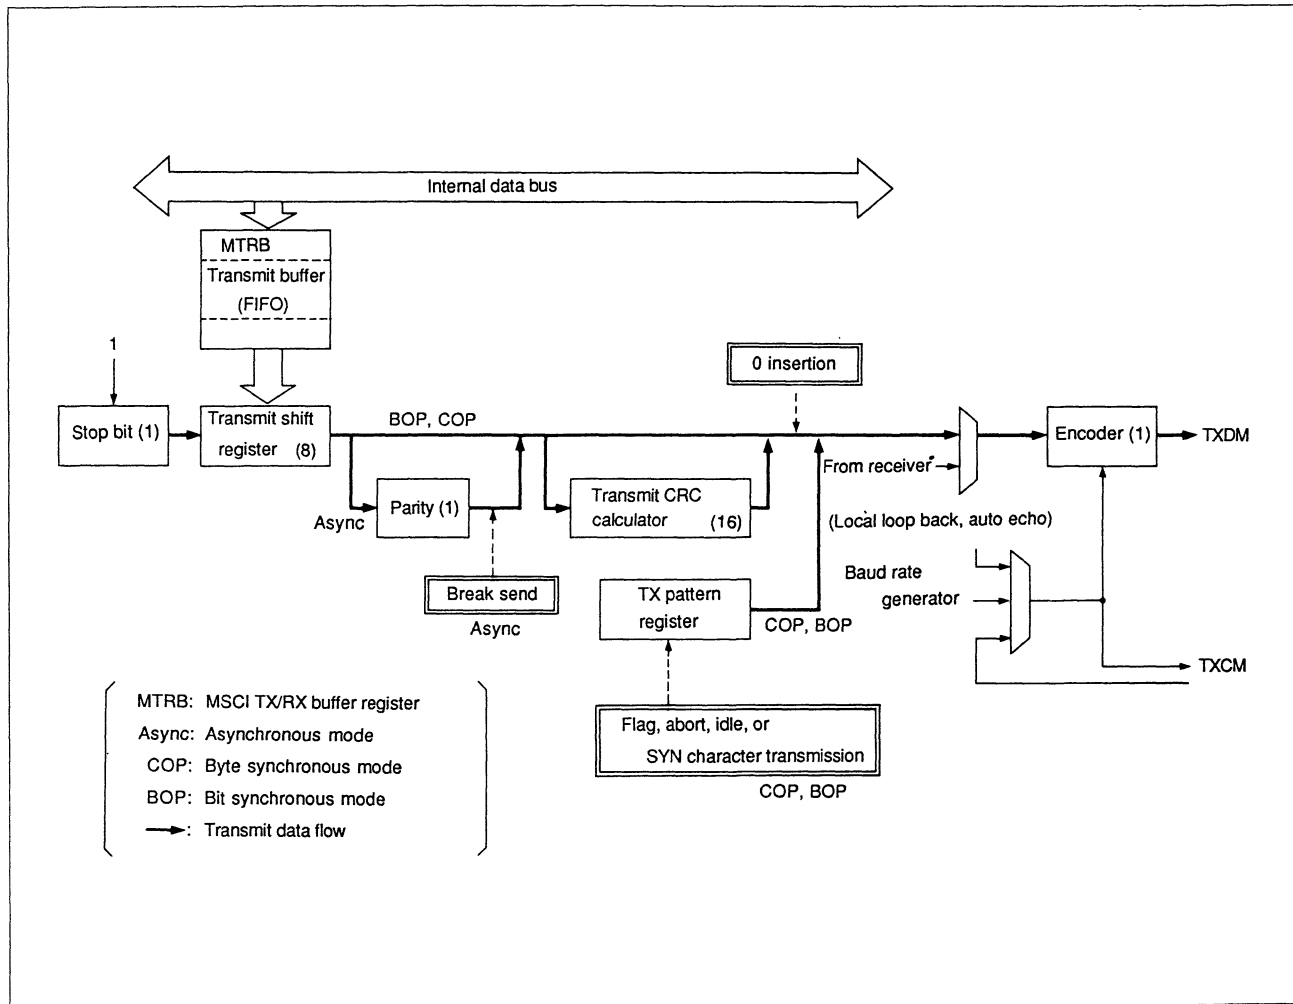 Internal data bus
MTRB
Transmit buffer
(FIFO)
1
0 insertion
Stop bit (1)
Transmit shift
register (8)
BOP, COP
Encoder (1)
TXDM
From receiver
Async
Parity (1)
Transmit CRC
calculator (16)
(Local loop back, auto echo)
Break send
Async
TX pattern
register
COP, BOP
Baud rate
generator
TXCM
Flag, abort, idle, or
SYN character transmission
COP, BOP
MTRB: MSCI TX/RX buffer register
Async: Asynchronous mode
COP: Byte synchronous mode
BOP: Bit synchronous mode
: Transmit data flow